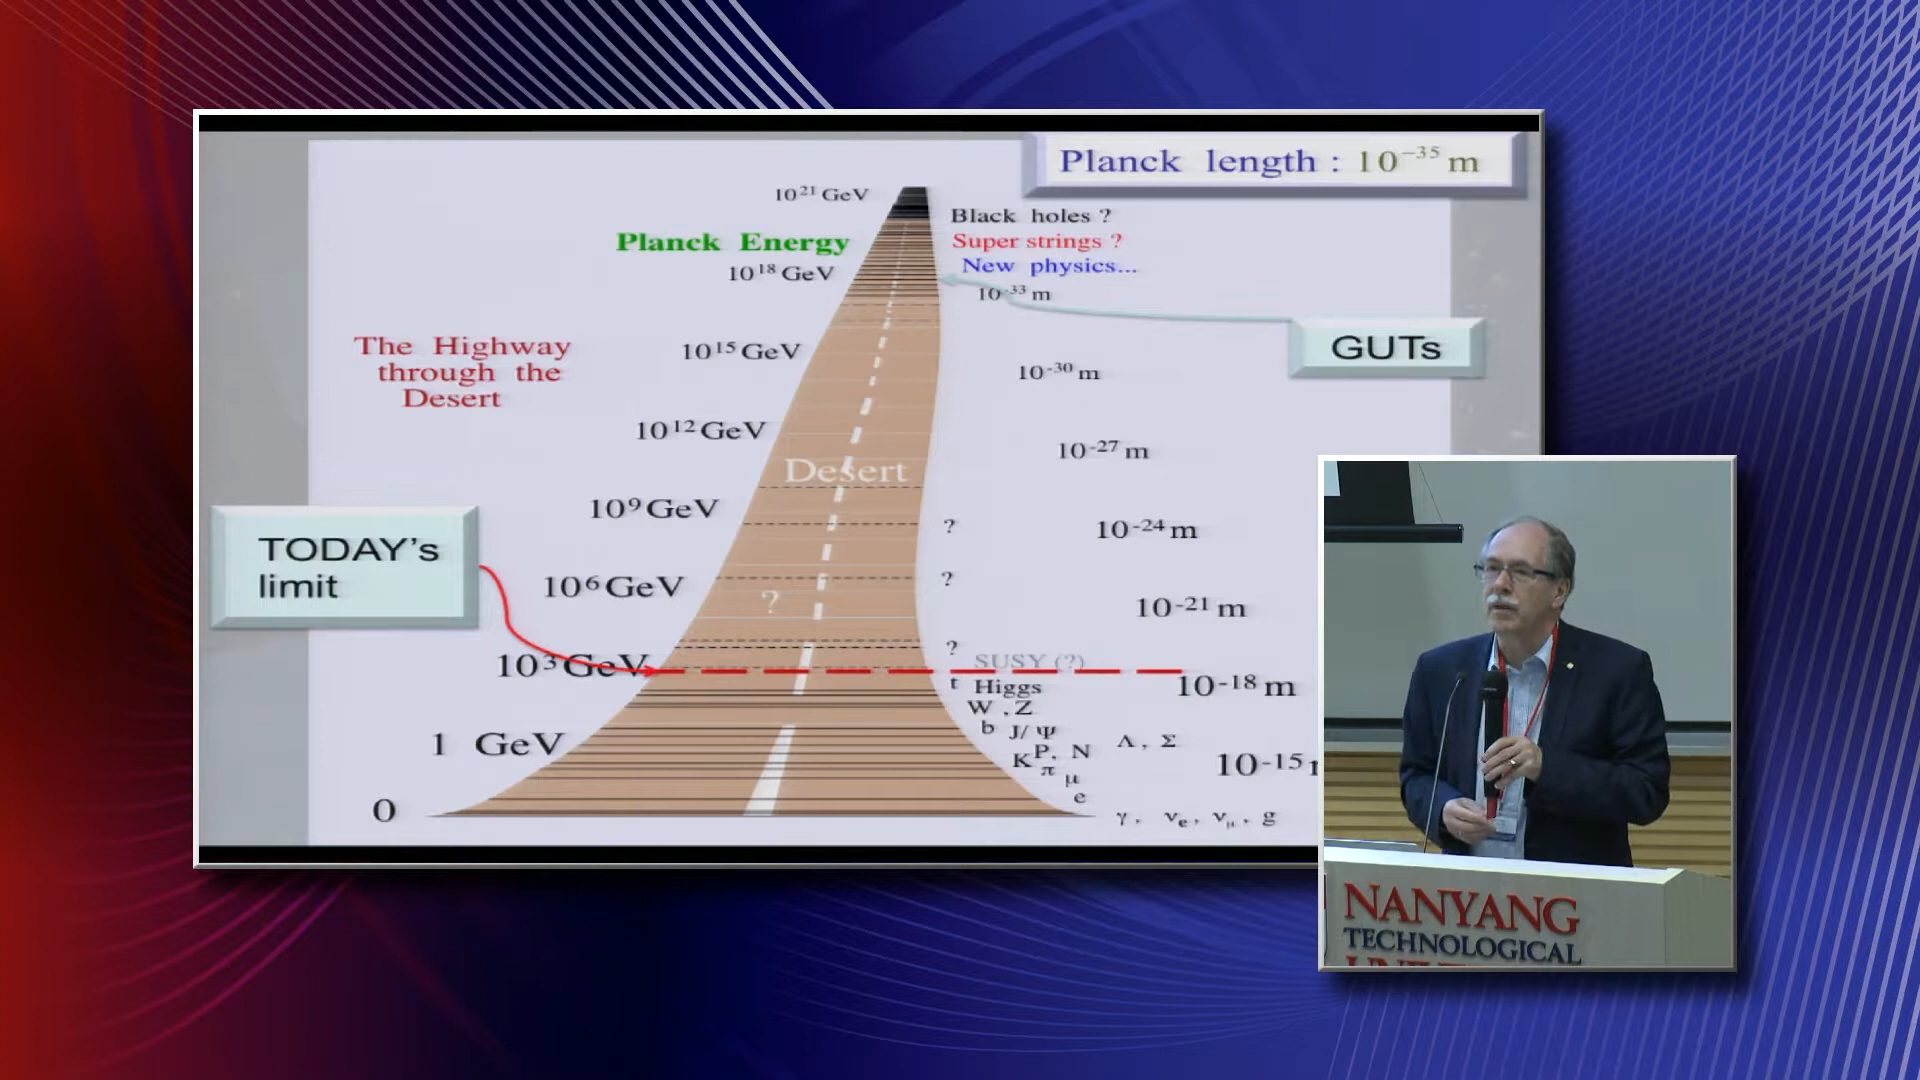 Planck length : 10⁻³⁵ m
10²¹ GeV
Black holes ?
Planck Energy
Super strings ?
10¹⁸ GeV
New physics...
10⁻³³ m
The Highway
through the
Desert
10¹⁵ GeV
GUTs
10⁻³⁰ m
10¹² GeV
10⁻²⁷ m
Desert
10⁹ GeV
?
10⁻²⁴ m
TODAY's
limit
10⁶ GeV
?
?
10⁻²¹ m
10³ GeV
?
SUSY (?)
t Higgs
10⁻¹⁸ m
W , Z
b J/Ψ
1 GeV
K P, N
Λ , Σ
π
μ
10⁻¹⁵
e
0
γ , νₑ, ν_μ , g
NANYANG
TECHNOLOGICAL